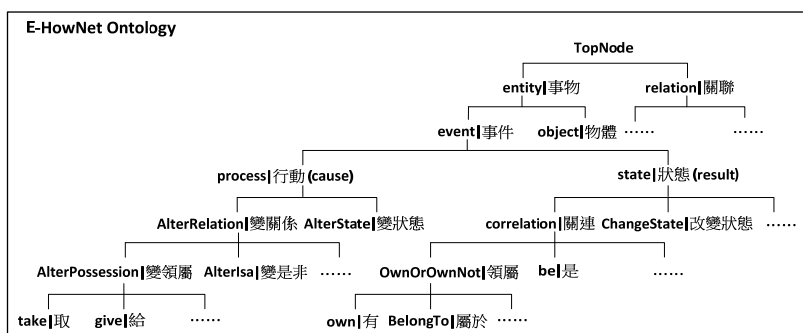 E-HowNet Ontology
TopNode
entity|事物 relation|關聯
event|事件 object|物體 …… ……
process|行動 (cause) state|狀態 (result)
AlterRelation|變關係 AlterState|變狀態 correlation|關連 ChangeState|改變狀態 ……
AlterPossession|變領屬 AlterIsa|變是非 …… OwnOrOwnNot|領屬 be|是 ……
take|取 give|給 …… own|有 BelongTo|屬於 ……